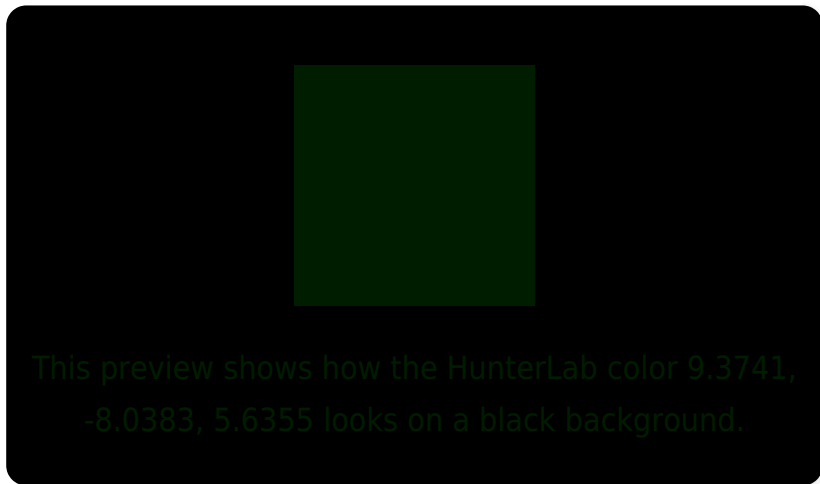 This preview shows how the HunterLab color 9.3741,
-8.0383, 5.6355 looks on a black background.